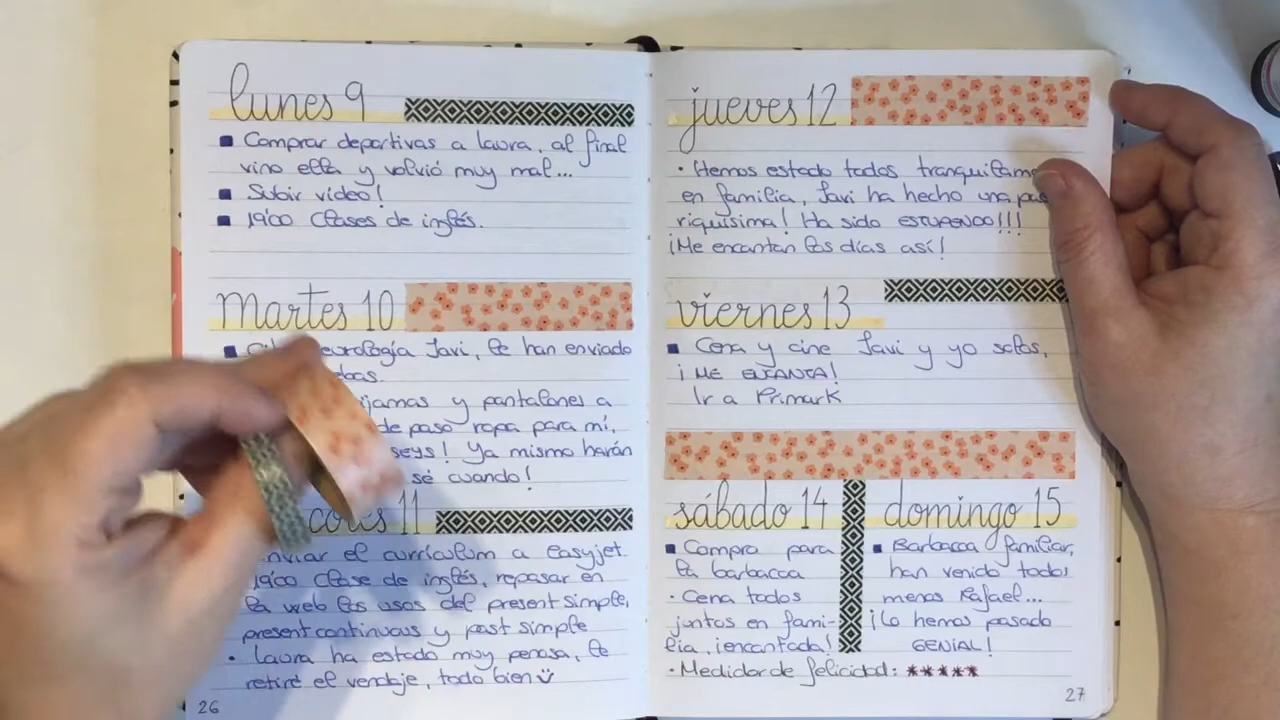 lunes 9
Comprar deportivas a laura, al final
vino ella y volvió muy mal...
Subir vídeo!
19'00 Clases de inglés.
Martes 10
neurología Javi, le han enviado
pijamas y pantalones a
de paso ropa para mí,
Ya mismo harán
sé cuando!
11
Enviar el currículum a Easyjet
19'00 Clase de inglés, repasar en
la web los usos del present simple,
present continuous y past simple
• Laura ha estado muy penosa, le
retiré el vendaje, todo bien
26
jueves 12
• Hemos estado todos
en familia, Javi ha hecho una
riquísima! Ha sido ESTUPENDO!!!
¡Me encantan los días así!
viernes 13
Cena y cine Javi y yo solos,
¡ME ENCANTA!
Ir a Primark
sábado 14
Compra para
la barbacoa
• Cena todos
juntos en fami-
lia, ¡encantada!
• Medidor de felicidad: *****
domingo 15
Barbacoa familiar,
han venido todos
menos Rafael...
¡Lo hemos pasado
GENIAL!
27